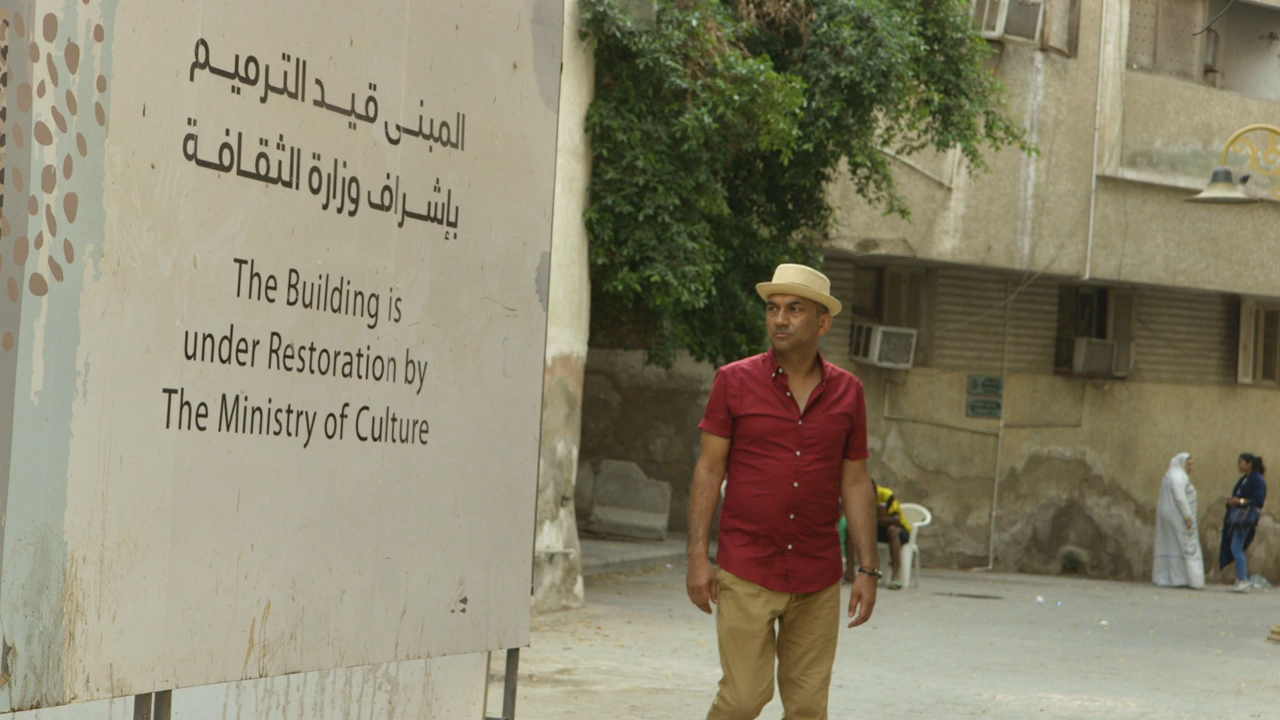 المبنى قيد الترميم
بإشراف وزارة الثقافة
The Building is
under Restoration by
The Ministry of Culture